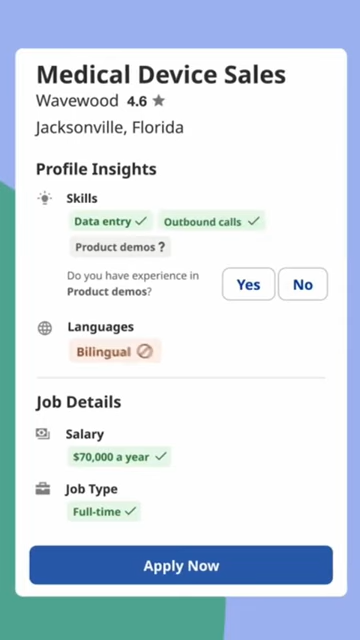 Medical Device Sales
Wavewood 4.6 ★
Jacksonville, Florida
Profile Insights
Skills
Data entry ✓ Outbound calls ✓
Product demos ?
Do you have experience in
Product demos?
Yes No
Languages
Bilingual
Job Details
Salary
$70,000 a year ✓
Job Type
Full-time ✓
Apply Now